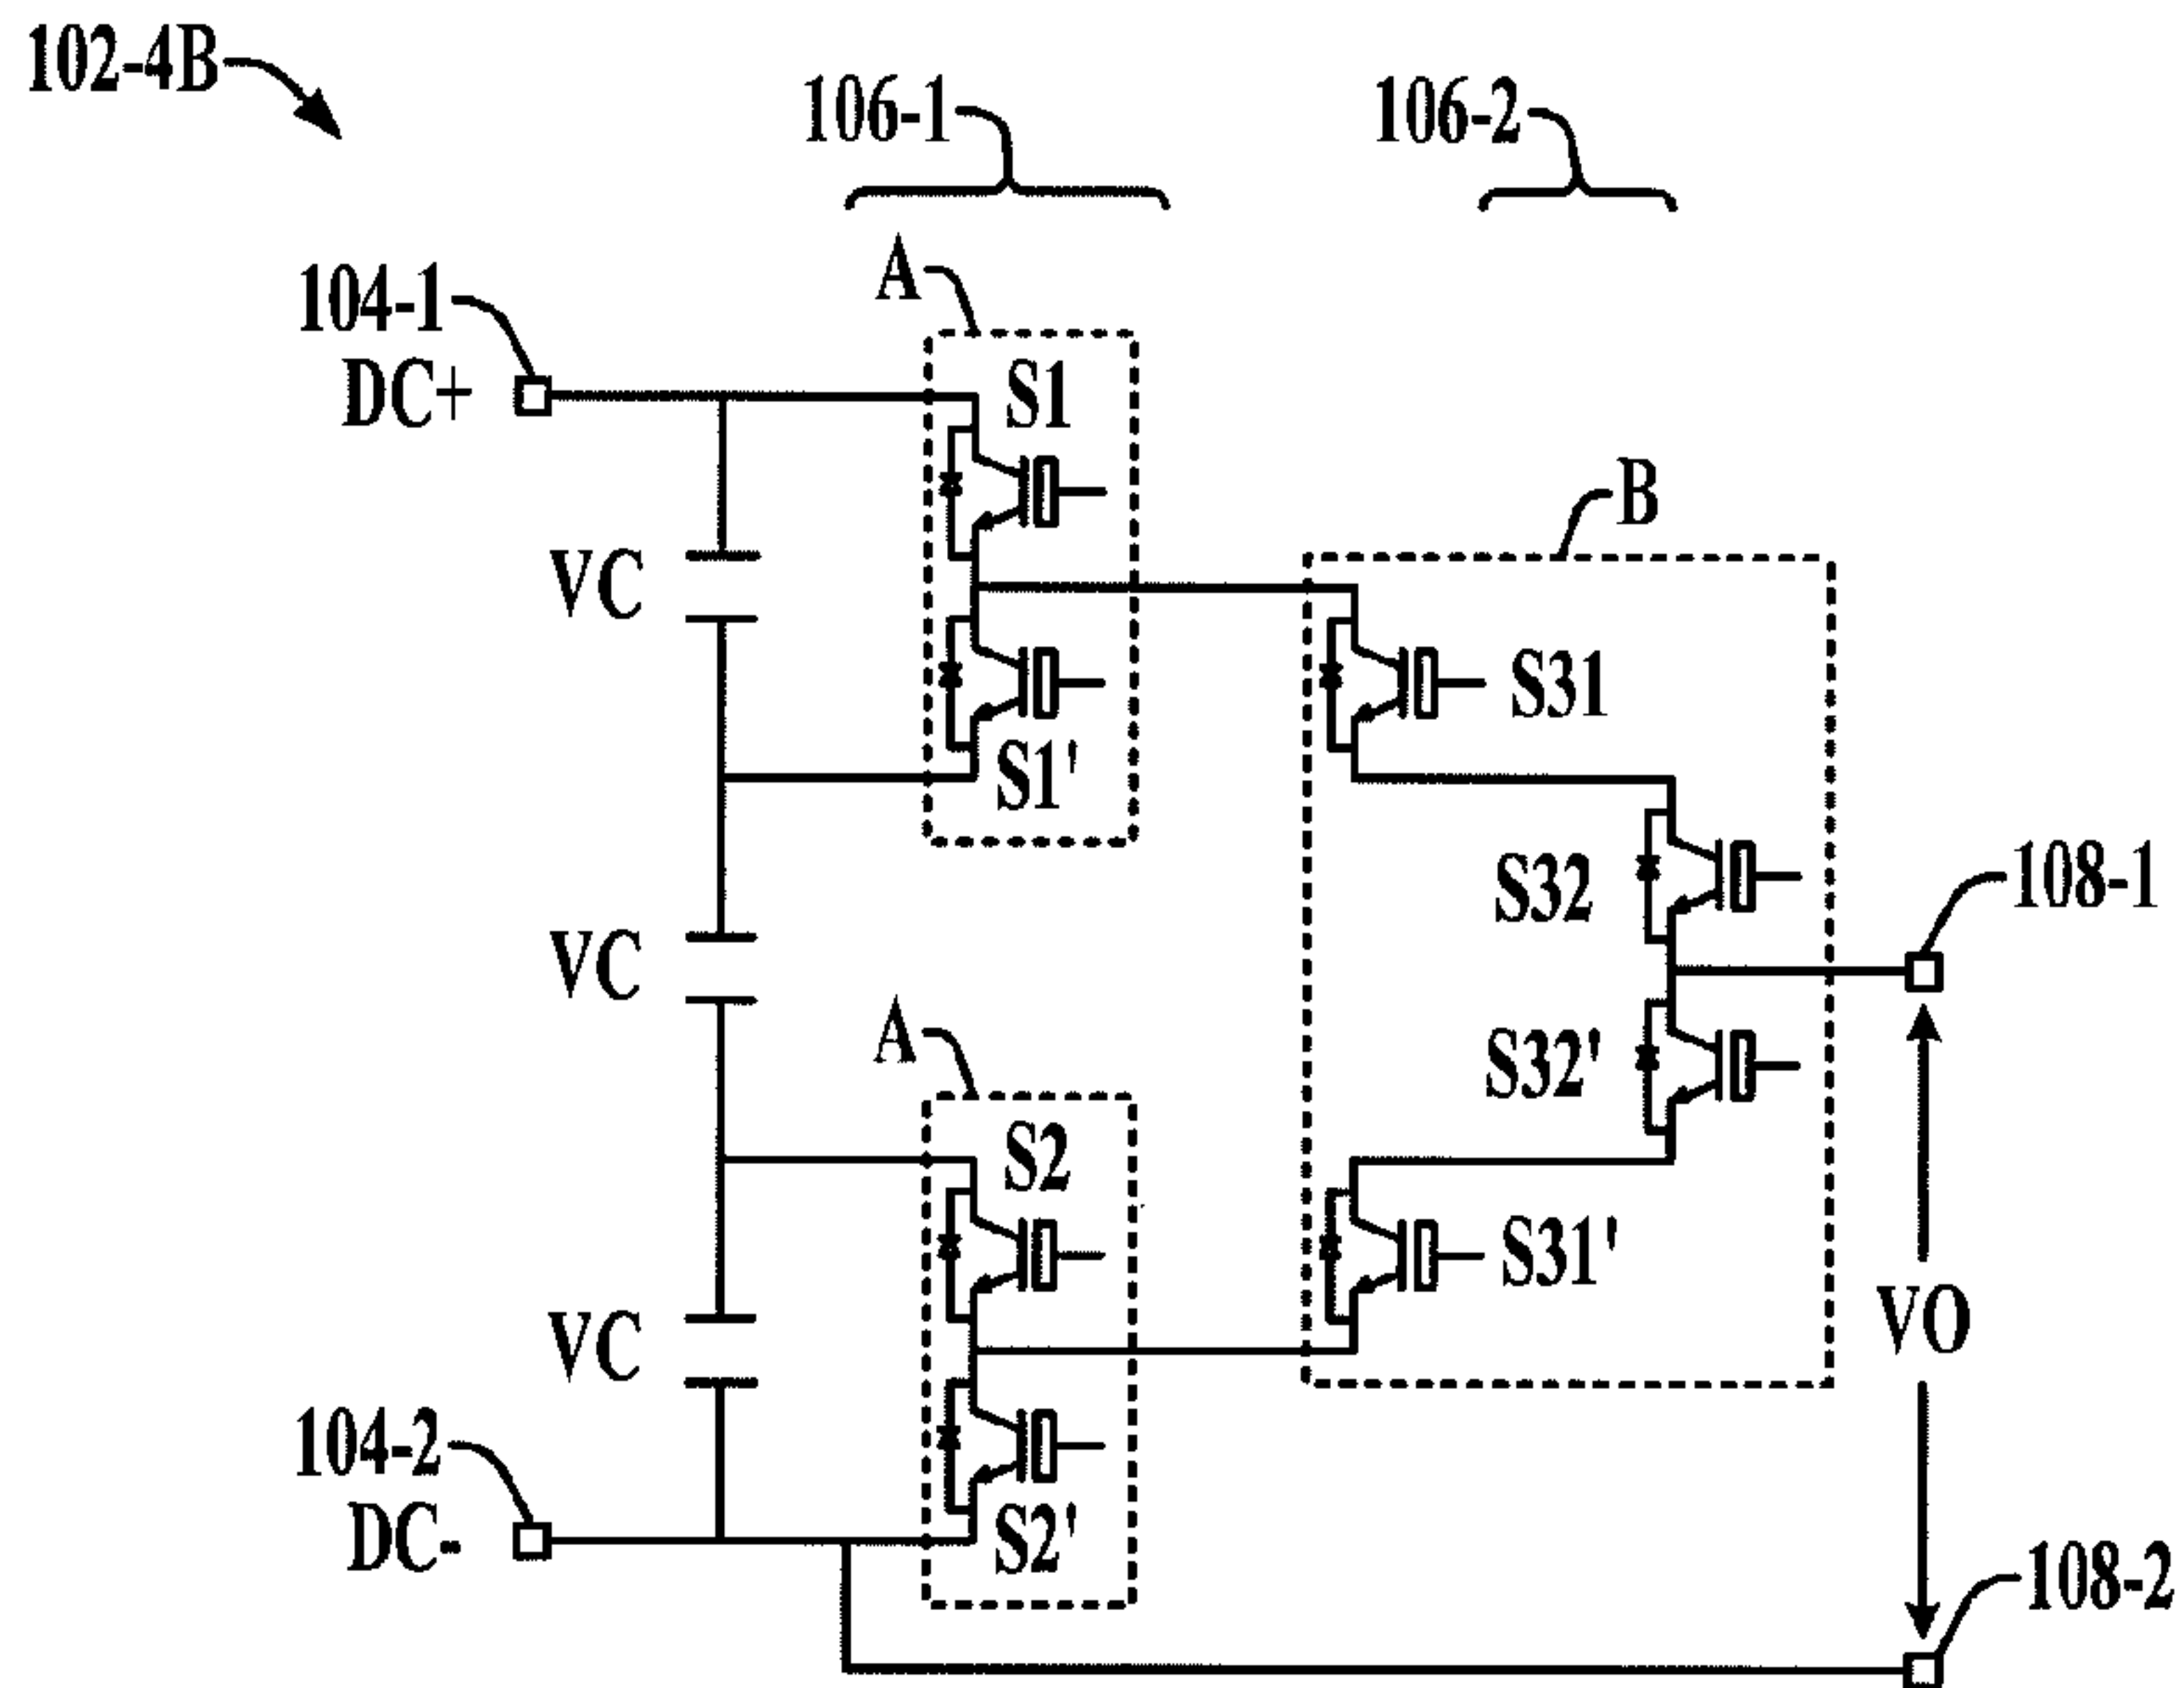 102-4B
106-1
106-2
A
104-1
DC+
S1
B
VC
S31
S1'
S32
108-1
VC
A
S32'
S2
S31'
VO
VC
104-2
DC-
S2'
108-2